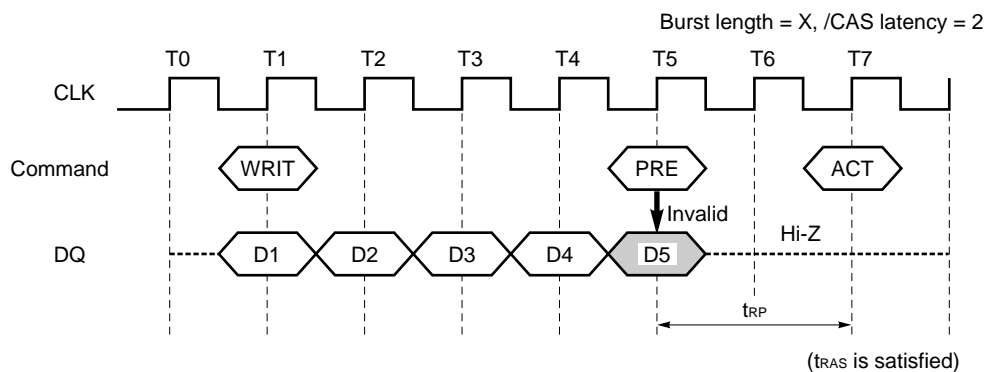 Burst length = X, /CAS latency = 2
T0 T1 T2 T3 T4 T5 T6 T7
CLK
Command WRIT PRE ACT
Invalid
DQ D1 D2 D3 D4 D5 Hi-Z
tRP
(tRAS is satisfied)